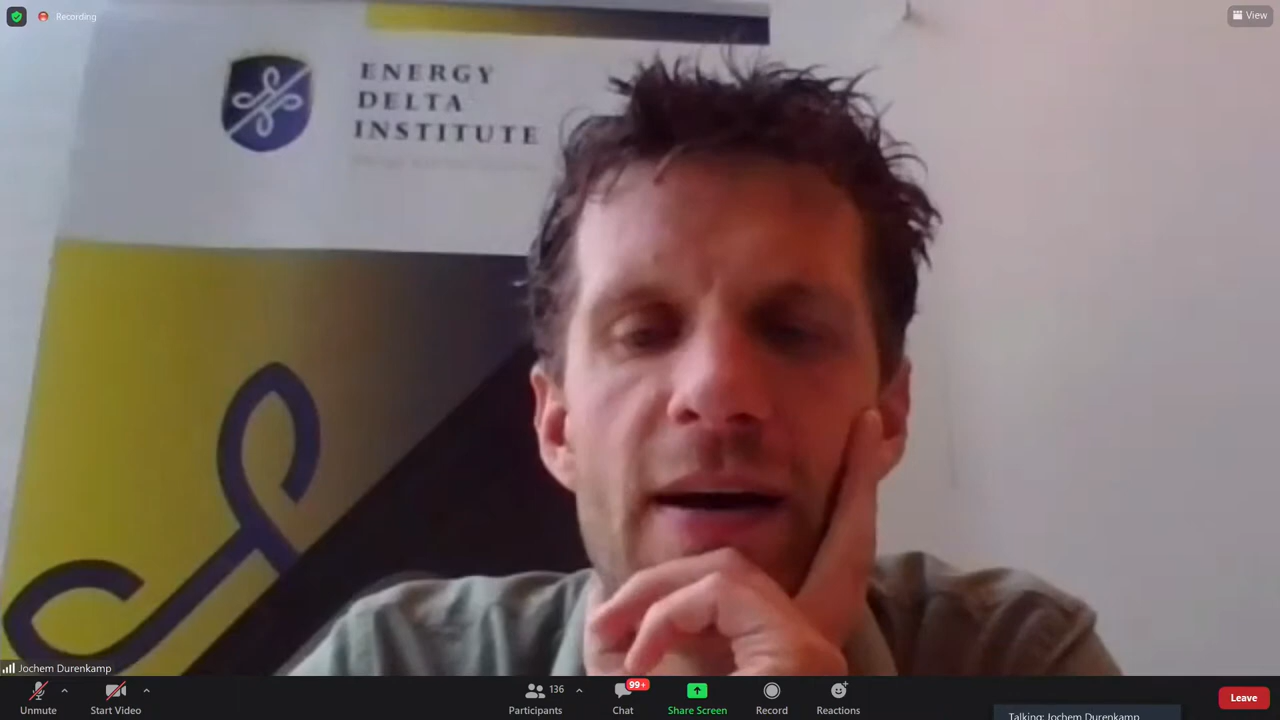 Recording
View
ENERGY
DELTA
INSTITUTE
Jochem Durenkamp
Unmute
Start Video
136
Participants
99+
Chat
Share Screen
Record
Reactions
Talking: Jochem Durenkamp
Leave